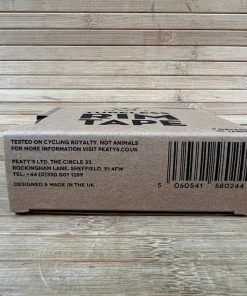 RIM
TAPE
TESTED ON CYCLING ROYALTY, NOT ANIMALS
FOR MORE INFORMATION VISIT PEATYS.CO.UK
PEATY'S LTD, THE CIRCLE 33,
ROCKINGHAM LANE, SHEFFIELD, S1 4FW
TEL: +44 (0)330 001 1289
DESIGNED & MADE IN THE UK
5 060541 580244